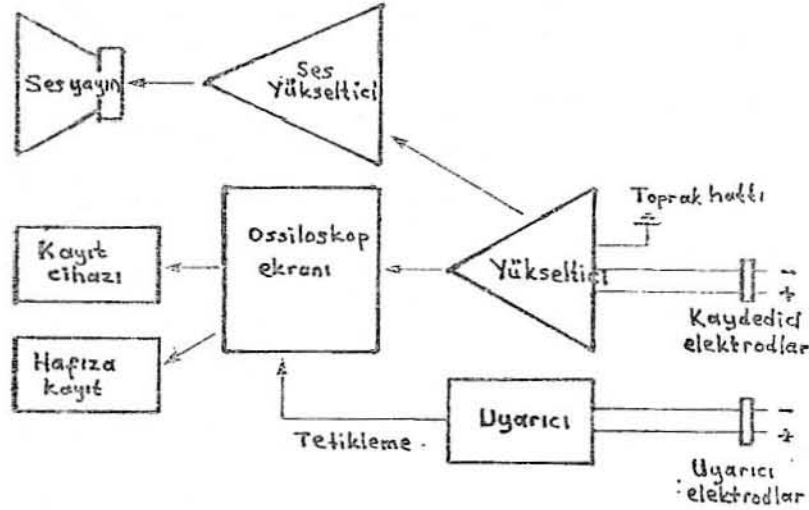 Ses yayın
Ses
Yükseltici
Toprak hattı
Kayıt
cihazı
Ossiloskop
ekranı
Yükseltici
-
+
Kaydedici
elektrodlar
Hafıza
kayıt
Tetikleme
Uyarıcı
-
+
Uyarıcı
elektrodlar